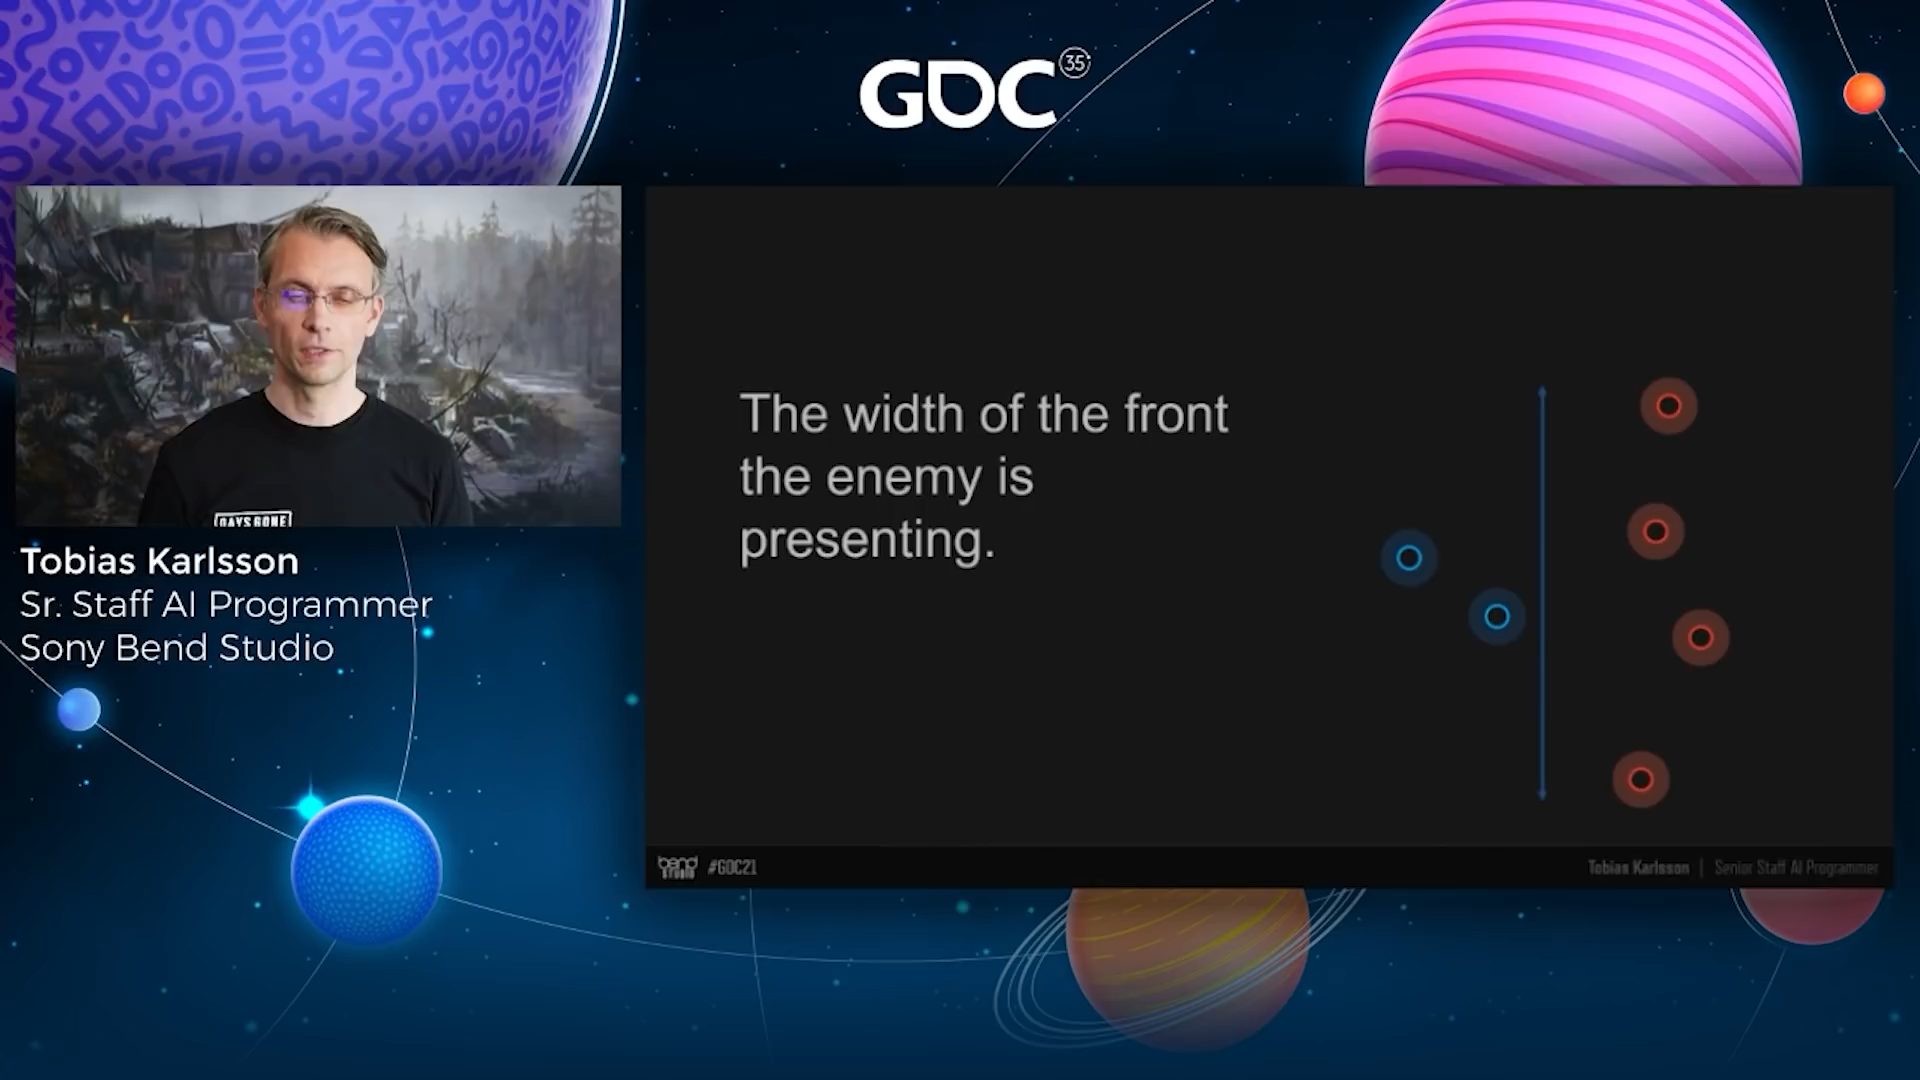 GDC 35
DAYS GONE
Tobias Karlsson
Sr. Staff AI Programmer
Sony Bend Studio
The width of the front
the enemy is
presenting.
bend STUDIO #GDC21
Tobias Karlsson | Senior Staff AI Programmer